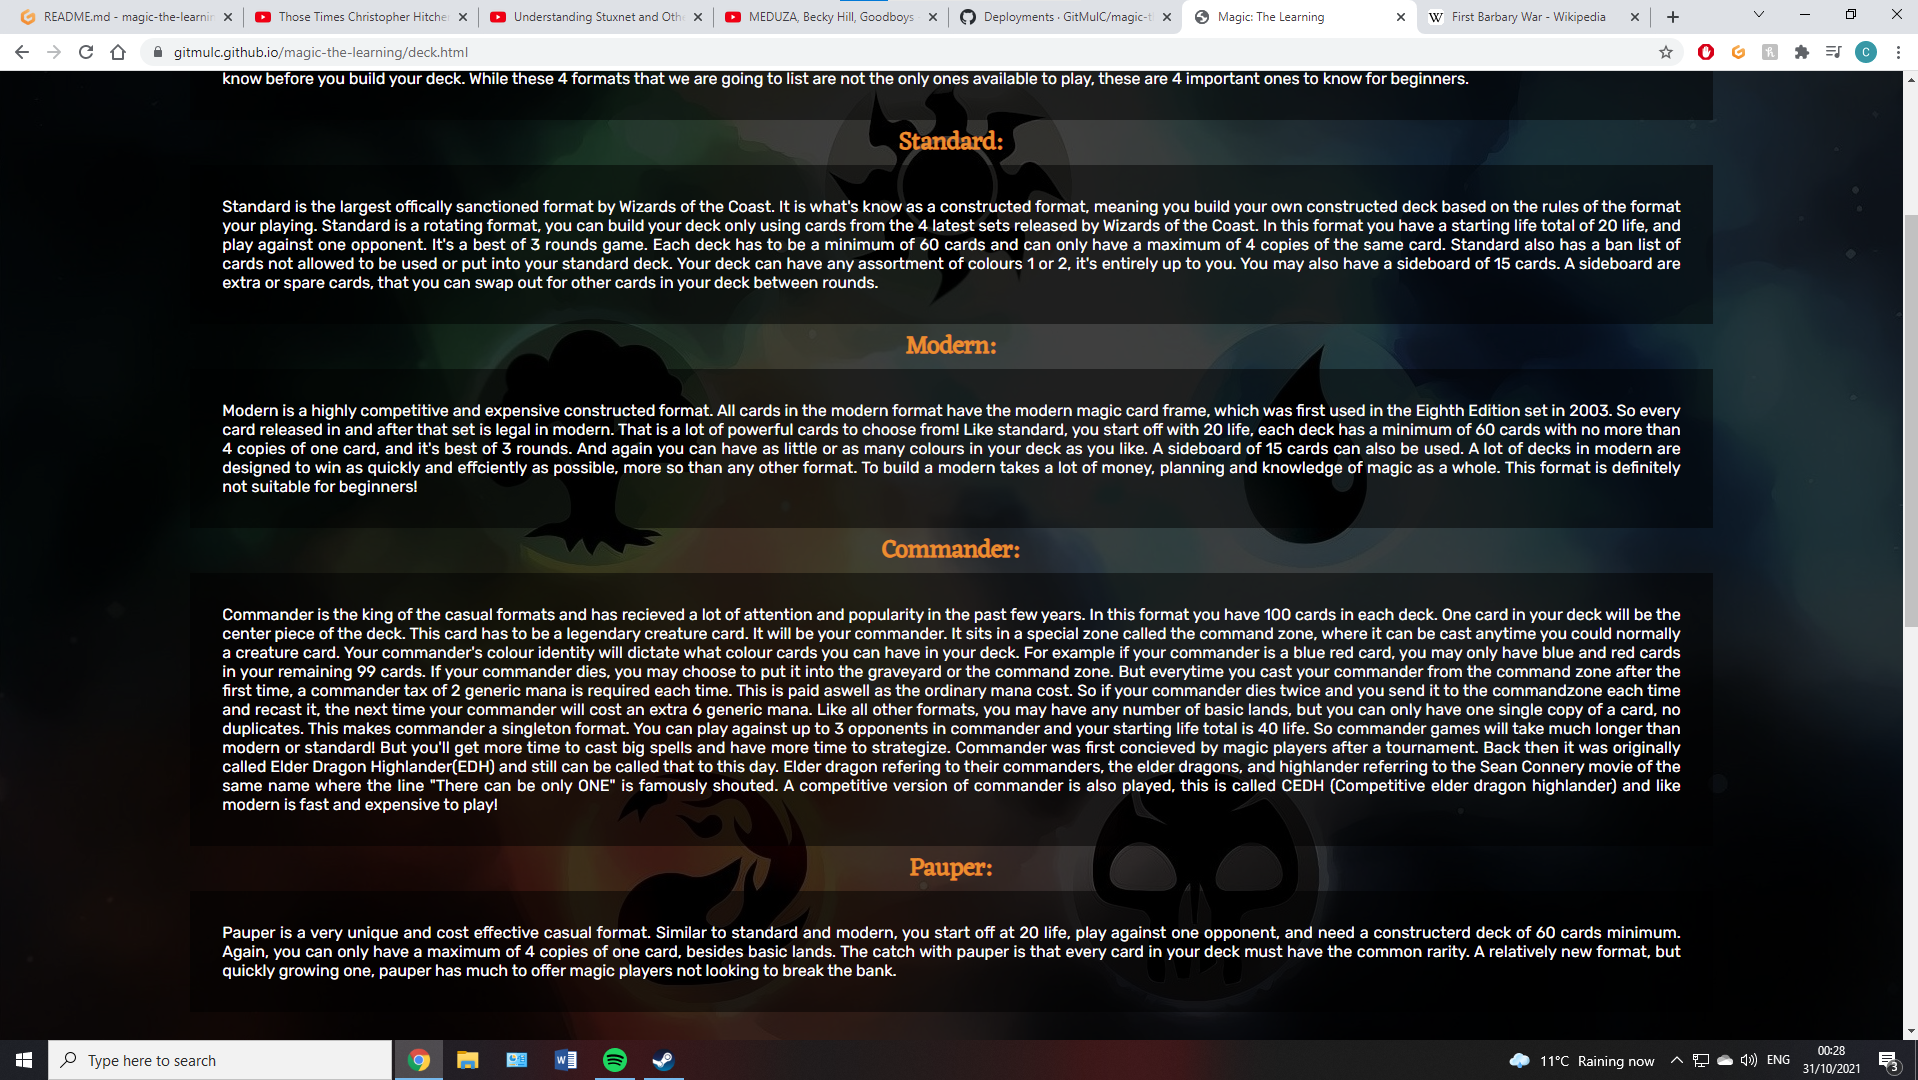 README.md - magic-the-learnin
Those Times Christopher Hitche
Understanding Stuxnet and Oth
MEDUZA, Becky Hill, Goodboys
Deployments · GitMulC/magic-t
Magic: The Learning
First Barbary War - Wikipedia
gitmulc.github.io/magic-the-learning/deck.html
C
know before you build your deck. While these 4 formats that we are going to list are not the only ones available to play, these are 4 important ones to know for beginners.
Standard:
Standard is the largest offically sanctioned format by Wizards of the Coast. It is what's know as a constructed format, meaning you build your own constructed deck based on the rules of the format
your playing. Standard is a rotating format, you can build your deck only using cards from the 4 latest sets released by Wizards of the Coast. In this format you have a starting life total of 20 life, and
play against one opponent. It's a best of 3 rounds game. Each deck has to be a minimum of 60 cards and can only have a maximum of 4 copies of the same card. Standard also has a ban list of
cards not allowed to be used or put into your standard deck. Your deck can have any assortment of colours 1 or 2, it's entirely up to you. You may also have a sideboard of 15 cards. A sideboard are
extra or spare cards, that you can swap out for other cards in your deck between rounds.
Modern:
Modern is a highly competitive and expensive constructed format. All cards in the modern format have the modern magic card frame, which was first used in the Eighth Edition set in 2003. So every
card released in and after that set is legal in modern. That is a lot of powerful cards to choose from! Like standard, you start off with 20 life, each deck has a minimum of 60 cards with no more than
4 copies of one card, and it's best of 3 rounds. And again you can have as little or as many colours in your deck as you like. A sideboard of 15 cards can also be used. A lot of decks in modern are
designed to win as quickly and effciently as possible, more so than any other format. To build a modern takes a lot of money, planning and knowledge of magic as a whole. This format is definitely
not suitable for beginners!
Commander:
Commander is the king of the casual formats and has recieved a lot of attention and popularity in the past few years. In this format you have 100 cards in each deck. One card in your deck will be the
center piece of the deck. This card has to be a legendary creature card. It will be your commander. It sits in a special zone called the command zone, where it can be cast anytime you could normally
a creature card. Your commander's colour identity will dictate what colour cards you can have in your deck. For example if your commander is a blue red card, you may only have blue and red cards
in your remaining 99 cards. If your commander dies, you may choose to put it into the graveyard or the command zone. But everytime you cast your commander from the command zone after the
first time, a commander tax of 2 generic mana is required each time. This is paid aswell as the ordinary mana cost. So if your commander dies twice and you send it to the commandzone each time
and recast it, the next time your commander will cost an extra 6 generic mana. Like all other formats, you may have any number of basic lands, but you can only have one single copy of a card, no
duplicates. This makes commander a singleton format. You can play against up to 3 opponents in commander and your starting life total is 40 life. So commander games will take much longer than
modern or standard! But you'll get more time to cast big spells and have more time to strategize. Commander was first concieved by magic players after a tournament. Back then it was originally
called Elder Dragon Highlander(EDH) and still can be called that to this day. Elder dragon refering to their commanders, the elder dragons, and highlander referring to the Sean Connery movie of the
same name where the line "There can be only ONE" is famously shouted. A competitive version of commander is also played, this is called CEDH (Competitive elder dragon highlander) and like
modern is fast and expensive to play!
Pauper:
Pauper is a very unique and cost effective casual format. Similar to standard and modern, you start off at 20 life, play against one opponent, and need a constructerd deck of 60 cards minimum.
Again, you can only have a maximum of 4 copies of one card, besides basic lands. The catch with pauper is that every card in your deck must have the common rarity. A relatively new format, but
quickly growing one, pauper has much to offer magic players not looking to break the bank.
Type here to search
11°C Raining now
ENG
00:28
31/10/2021
3